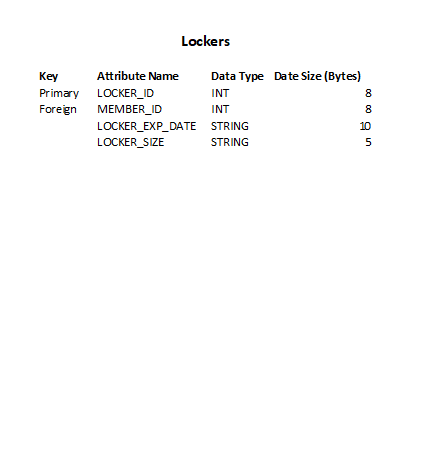 Lockers
Key Attribute Name Data Type Date Size (Bytes)
Primary LOCKER_ID INT 8
Foreign MEMBER_ID INT 8
LOCKER_EXP_DATE STRING 10
LOCKER_SIZE STRING 5